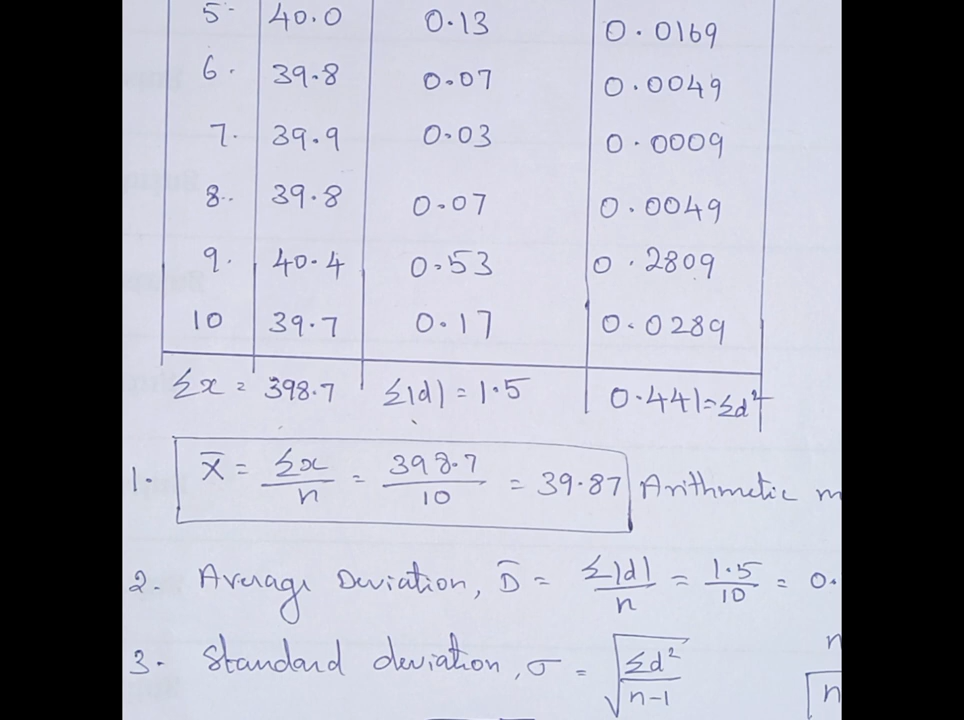 5. 40.0 0.13 0.0169
6. 39.8 0.07 0.0049
7. 39.9 0.03 0.0009
8.. 39.8 0.07 0.0049
9. 40.4 0.53 0.2809
10 39.7 0.17 0.0289
Σx = 398.7 Σ|d| = 1.5 0.441=Σd²
1. x̄ = Σx/n = 398.7/10 = 39.87 Arithmetic m
2. Average Deviation, D̄ = Σ|d|/n = 1.5/10 = 0.
3. Standard deviation, σ = √(Σd²/n-1) n
n